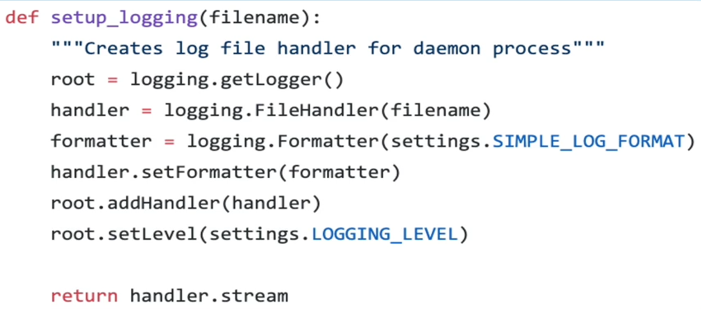 def setup_logging(filename):
    """Creates log file handler for daemon process"""
    root = logging.getLogger()
    handler = logging.FileHandler(filename)
    formatter = logging.Formatter(settings.SIMPLE_LOG_FORMAT)
    handler.setFormatter(formatter)
    root.addHandler(handler)
    root.setLevel(settings.LOGGING_LEVEL)

    return handler.stream